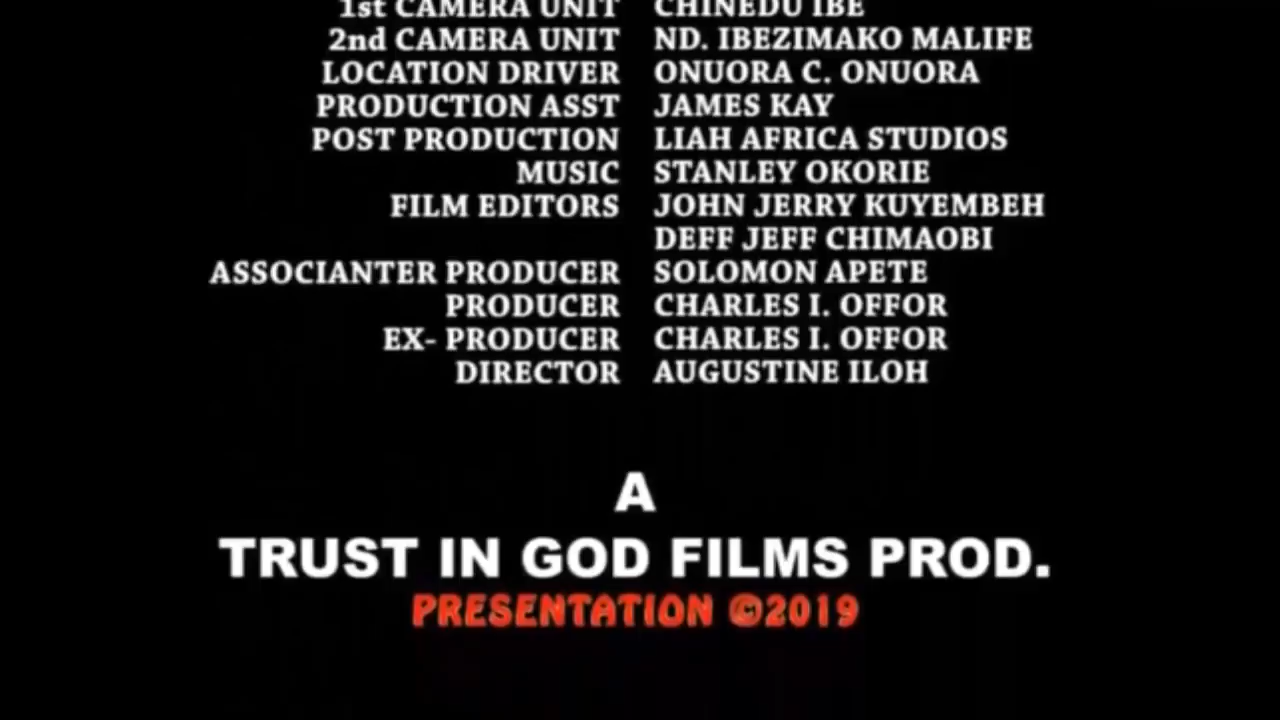 1st CAMERA UNIT CHINEDU IBE
2nd CAMERA UNIT ND. IBEZIMAKO MALIFE
LOCATION DRIVER ONUORA C. ONUORA
PRODUCTION ASST JAMES KAY
POST PRODUCTION LIAH AFRICA STUDIOS
MUSIC STANLEY OKORIE
FILM EDITORS JOHN JERRY KUYEMBEH
DEFF JEFF CHIMAOBI
ASSOCIANTER PRODUCER SOLOMON APETE
PRODUCER CHARLES I. OFFOR
EX- PRODUCER CHARLES I. OFFOR
DIRECTOR AUGUSTINE ILOH
A
TRUST IN GOD FILMS PROD.
PRESENTATION ©2019